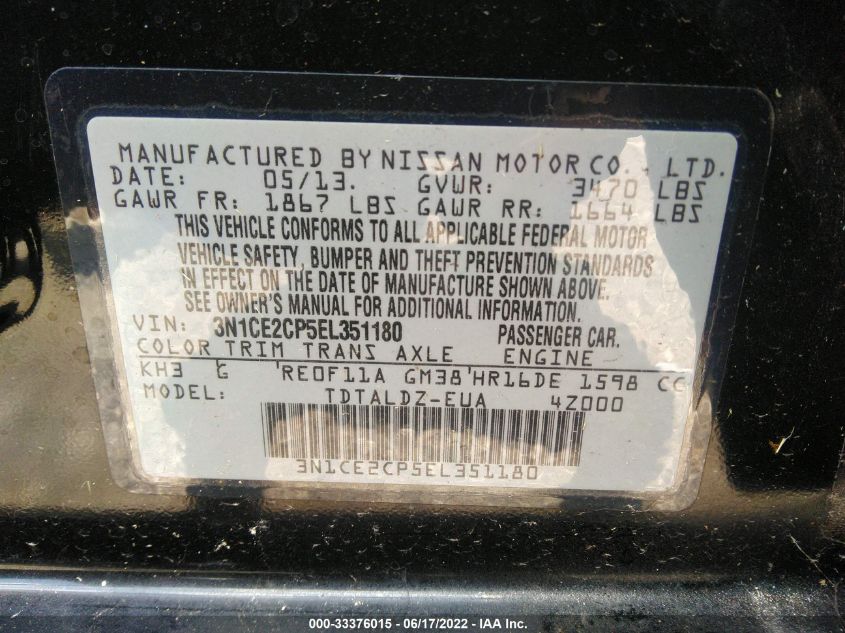 MANUFACTURED BY NISSAN MOTOR CO., LTD.
DATE: 05/13. GVWR: 3470 LBS
GAWR FR: 1867 LBS GAWR RR: 1664 LBS
THIS VEHICLE CONFORMS TO ALL APPLICABLE FEDERAL MOTOR
VEHICLE SAFETY, BUMPER AND THEFT PREVENTION STANDARDS
IN EFFECT ON THE DATE OF MANUFACTURE SHOWN ABOVE.
SEE OWNER'S MANUAL FOR ADDITIONAL INFORMATION.
VIN: 3N1CE2CP5EL351180 PASSENGER CAR.
COLOR TRIM TRANS AXLE ENGINE
KH3 G 'RE0F11A GM38'HR16DE 1598 CC
MODEL: TDTALDZ-EUA 4Z000
3N1CE2CP5EL351180
000-33376015 - 06/17/2022 - IAAI.com